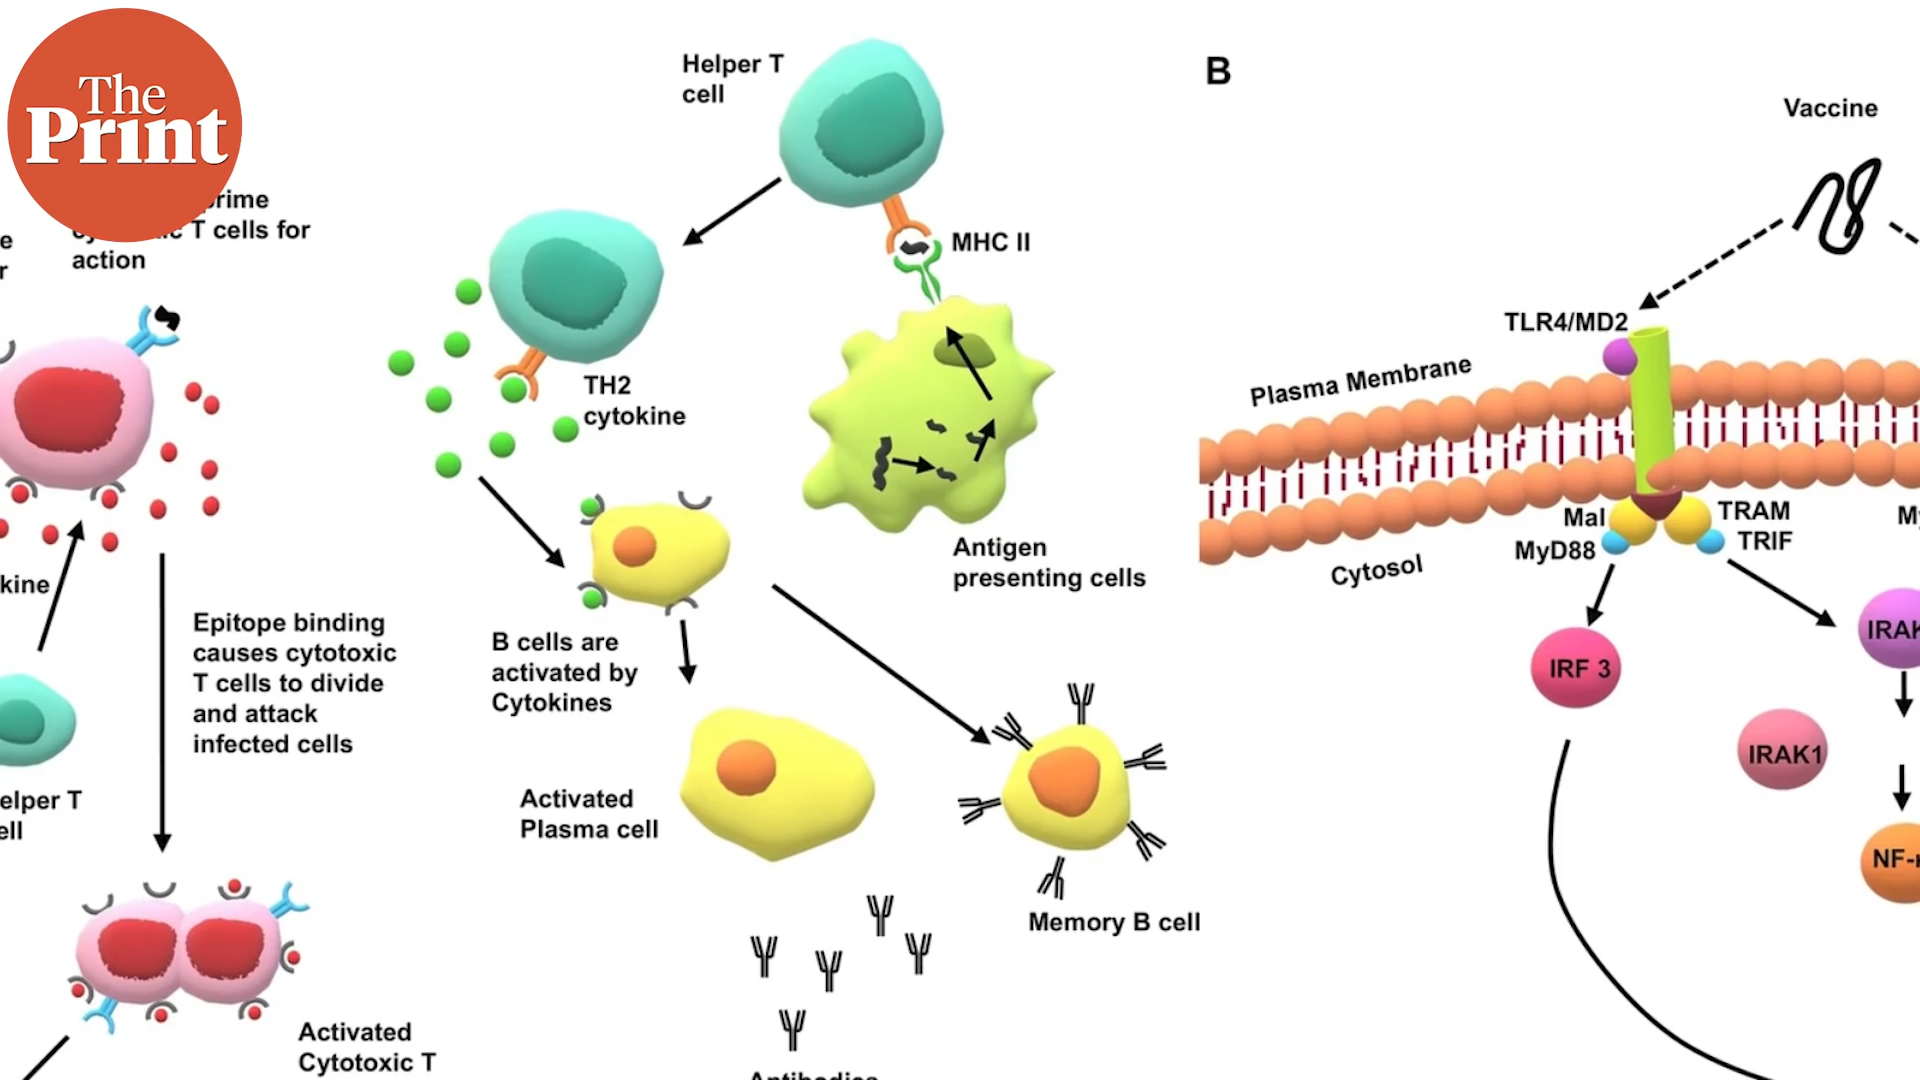 The
Print
T cells for
action
Epitope binding
causes cytotoxic
T cells to divide
and attack
infected cells
Activated
Cytotoxic T
Helper T
cell
MHC II
TH2
cytokine
Antigen
presenting cells
B cells are
activated by
Cytokines
Activated
Plasma cell
Memory B cell
B
Vaccine
TLR4/MD2
Plasma Membrane
Cytosol
Mal
MyD88
TRAM
TRIF
IRF 3
IRAK1